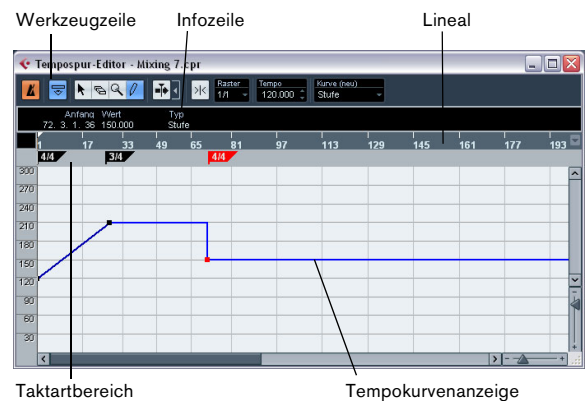 Werkzeugzeile Infozeile Lineal
Tempospur-Editor - Mixing 7.cpr
Raster Tempo Kurve (neu)
1/1 120.000 Stufe
Anfang Wert Typ
72. 3. 1. 36 150.000 Stufe
1 17 33 49 65 81 97 113 129 145 161 177 193
4/4 3/4 4/4
300
270
240
210
180
150
120
90
60
30
Taktartbereich Tempokurvenanzeige